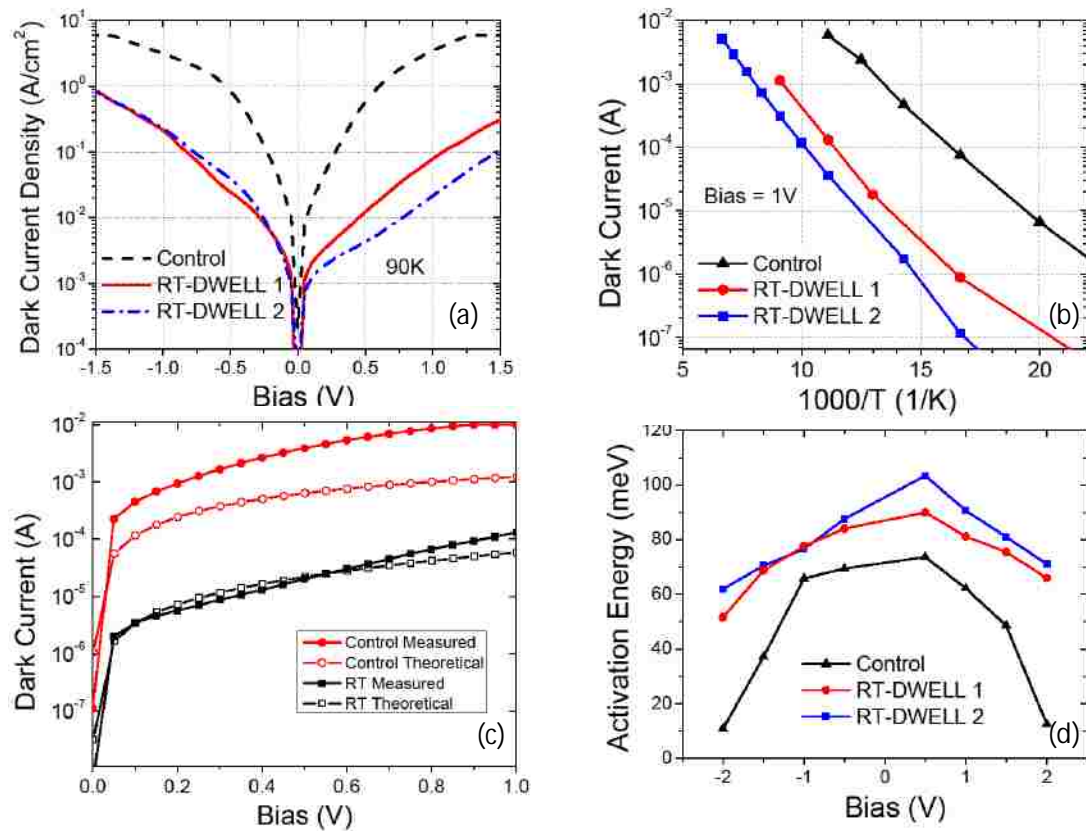 Dark Current Density (A/cm²)
10¹
10⁰
10⁻¹
10⁻²
10⁻³
10⁻⁴
Control
RT-DWELL 1
RT-DWELL 2
90K
(a)
-1.5 -1.0 -0.5 0.0 0.5 1.0 1.5
Bias (V)
Dark Current (A)
10⁻²
10⁻³
10⁻⁴
10⁻⁵
10⁻⁶
10⁻⁷
Bias = 1V
Control
RT-DWELL 1
RT-DWELL 2
(b)
5 10 15 20
1000/T (1/K)
Dark Current (A)
10⁻²
10⁻³
10⁻⁴
10⁻⁵
10⁻⁶
10⁻⁷
Control Measured
Control Theoretical
RT Measured
RT Theoretical
(c)
0.0 0.2 0.4 0.6 0.8 1.0
Bias (V)
Activation Energy (meV)
120
100
80
60
40
20
0
Control
RT-DWELL 1
RT-DWELL 2
(d)
-2 -1 0 1 2
Bias (V)